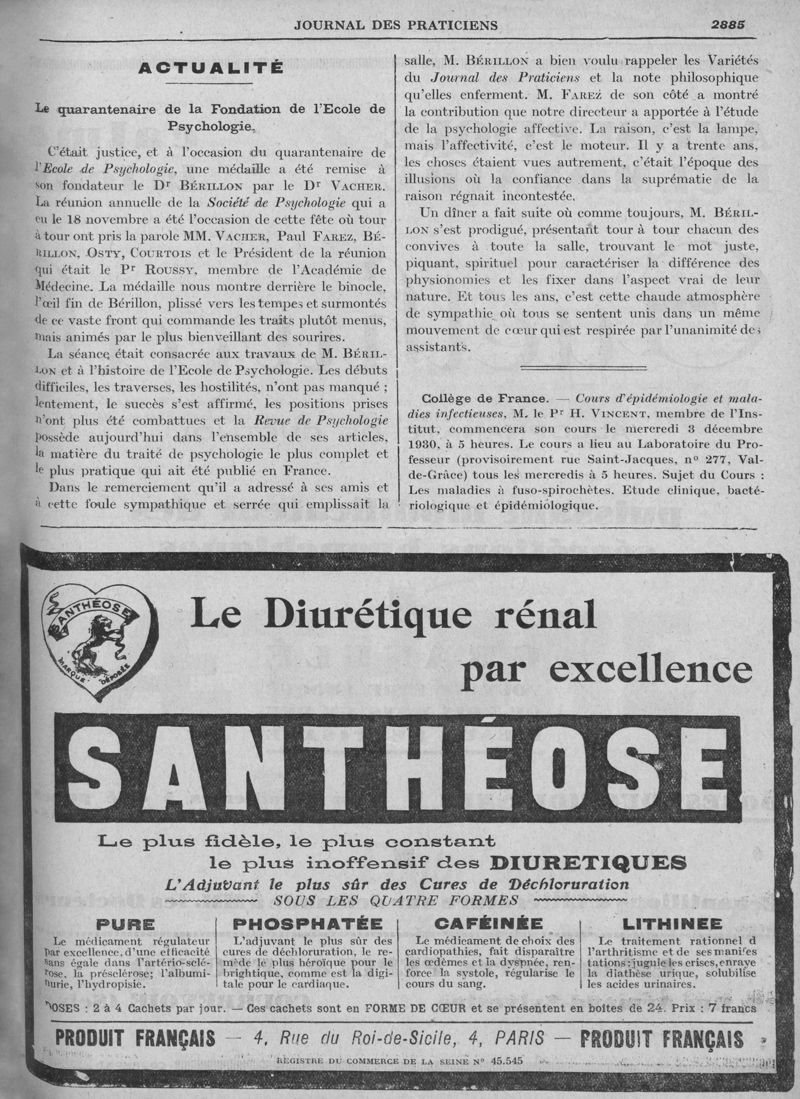 JOURNAL DES PRATICIENS 2885
ACTUALITÉ
Le quarantenaire de la Fondation de l'Ecole de
Psychologie.
C'était justice, et à l'occasion du quarantenaire de
l'Ecole de Psychologie, une médaille a été remise à
son fondateur le Dr BÉRILLON par le Dr VACHER.
La réunion annuelle de la Société de Psychologie qui a
eu le 18 novembre a été l'occasion de cette fête où tour
à tour ont pris la parole MM. VACHER, Paul FAREZ, BÉ-
RILLON, OSTY, COURTOIS et le Président de la réunion
qui était le Pr ROUSSY, membre de l'Académie de
Médecine. La médaille nous montre derrière le binocle,
l'œil fin de Bérillon, plissé vers les tempes et surmontés
de ce vaste front qui commande les traits plutôt menus,
mais animés par le plus bienveillant des sourires.
La séance était consacrée aux travaux de M. BÉRIL-
LON et à l'histoire de l'Ecole de Psychologie. Les débuts
difficiles, les traverses, les hostilités, n'ont pas manqué ;
lentement, le succès s'est affirmé, les positions prises
n'ont plus été combattues et la Revue de Psychologie
possède aujourd'hui dans l'ensemble de ses articles,
la matière du traité de psychologie le plus complet et
le plus pratique qui ait été publié en France.
Dans le remerciement qu'il a adressé à ses amis et
à cette foule sympathique et serrée qui emplissait la
salle, M. BÉRILLON a bien voulu rappeler les Variétés
du Journal des Praticiens et la note philosophique
qu'elles enferment. M. FAREZ de son côté a montré
la contribution que notre directeur a apportée à l'étude
de la psychologie affective. La raison, c'est la lampe,
mais l'affectivité, c'est le moteur. Il y a trente ans,
les choses étaient vues autrement, c'était l'époque des
illusions où la confiance dans la suprématie de la
raison régnait incontestée.
Un dîner a fait suite où comme toujours, M. BÉRIL-
LON s'est prodigué, présentant tour à tour chacun des
convives à toute la salle, trouvant le mot juste,
piquant, spirituel pour caractériser la différence des
physionomies et les fixer dans l'aspect vrai de leur
nature. Et tous les ans, c'est cette chaude atmosphère
de sympathie où tous se sentent unis dans un même
mouvement de cœur qui est respirée par l'unanimité des
assistants.
Collège de France. — Cours d'épidémiologie et mala-
dies infectieuses, M. le Pr H. VINCENT, membre de l'Ins-
titut, commencera son cours le mercredi 3 décembre
1930, à 5 heures. Le cours a lieu au Laboratoire du Pro-
fesseur (provisoirement rue Saint-Jacques, n° 277, Val-
de-Grâce) tous les mercredis à 5 heures. Sujet du Cours :
Les maladies à fuso-spirochètes. Etude clinique, bacté-
riologique et épidémiologique.
SANTHÉOSE
MARQUE DÉPOSÉE
Le Diurétique rénal
par excellence
SANTHÉOSE
Le plus fidèle, le plus constant
le plus inoffensif des DIURETIQUES
L'Adjuvant le plus sûr des Cures de Déchloruration
SOUS LES QUATRE FORMES
PURE
Le médicament régulateur
par excellence, d'une efficacité
sans égale dans l'artério-sclé-
rose, la présclérose; l'albumi-
nurie, l'hydropisie.
PHOSPHATÉE
L'adjuvant le plus sûr des
cures de déchloruration, le re-
mède le plus héroïque pour le
brightique, comme est la digi-
tale pour le cardiaque.
CAFÉINÉE
Le médicament de choix des
cardiopathies, fait disparaître
les œdèmes et la dyspnée, ren-
force la systole, régularise le
cours du sang.
LITHINEE
Le traitement rationnel d
l'arthritisme et de ses manifes
tations; jugule les crises, enraye
la diathèse urique, solubilise
les acides urinaires.
DOSES : 2 à 4 Cachets par jour. — Ces cachets sont en FORME DE CŒUR et se présentent en boîtes de 24. Prix : 7 francs
PRODUIT FRANÇAIS — 4, Rue du Roi-de-Sicile, 4, PARIS — PRODUIT FRANÇAIS
REGISTRE DU COMMERCE DE LA SEINE N° 45.545